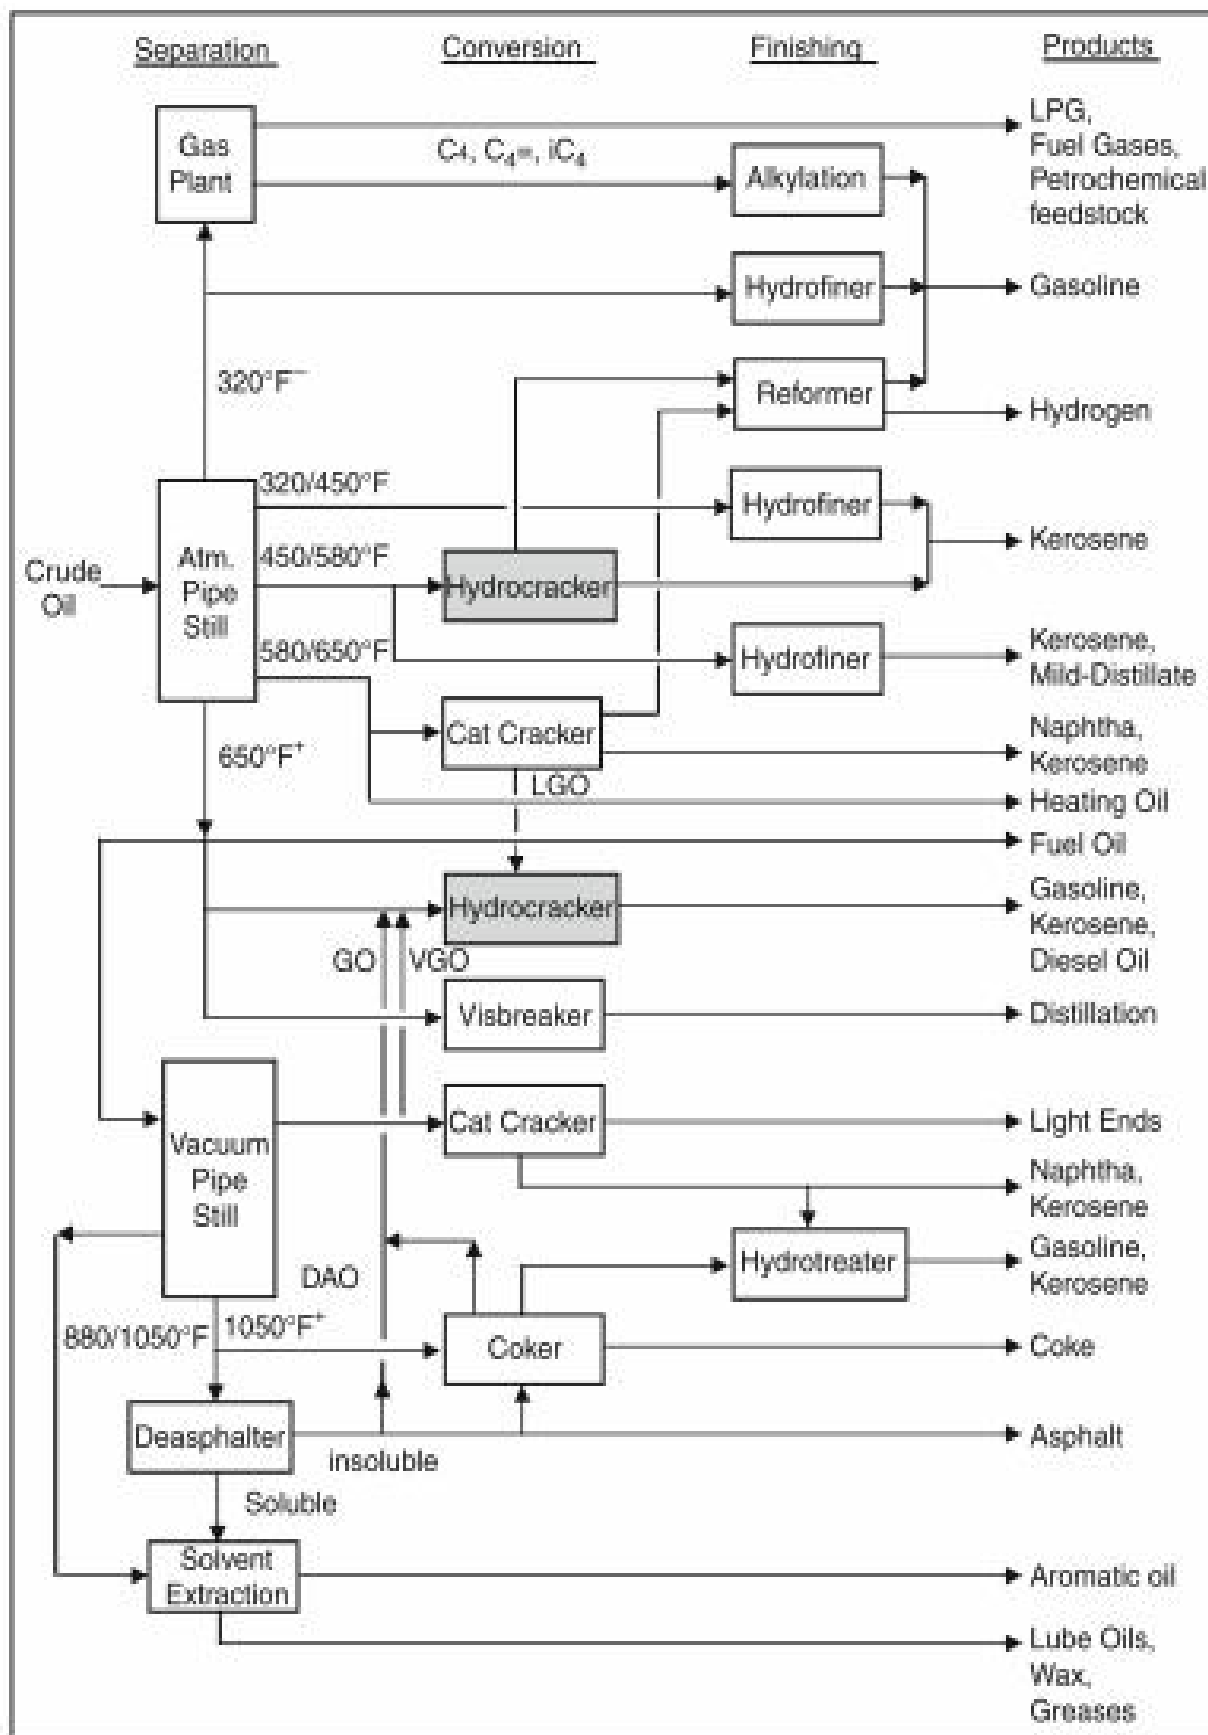 Separation
Conversion
Finishing
Products
Gas
Plant
C4, C4=, iC4
Alkylation
LPG,
Fuel Gases,
Petrochemical
feedstock
Hydrofiner
Gasoline
320°F−
Reformer
Hydrogen
320/450°F
Hydrofiner
Kerosene
Crude
Oil
Atm.
Pipe
Still
450/580°F
Hydrocracker
580/650°F
Hydrofiner
Kerosene,
Mild-Distillate
Cat Cracker
Naphtha,
Kerosene
650°F+
LGO
Heating Oil
Fuel Oil
Hydrocracker
Gasoline,
Kerosene,
Diesel Oil
GO
VGO
Visbreaker
Distillation
Vacuum
Pipe
Still
Cat Cracker
Light Ends
Naphtha,
Kerosene
Hydrotreater
Gasoline,
Kerosene
DAO
880/1050°F
1050°F+
Coker
Coke
Deasphalter
insoluble
Asphalt
Soluble
Solvent
Extraction
Aromatic oil
Lube Oils,
Wax,
Greases